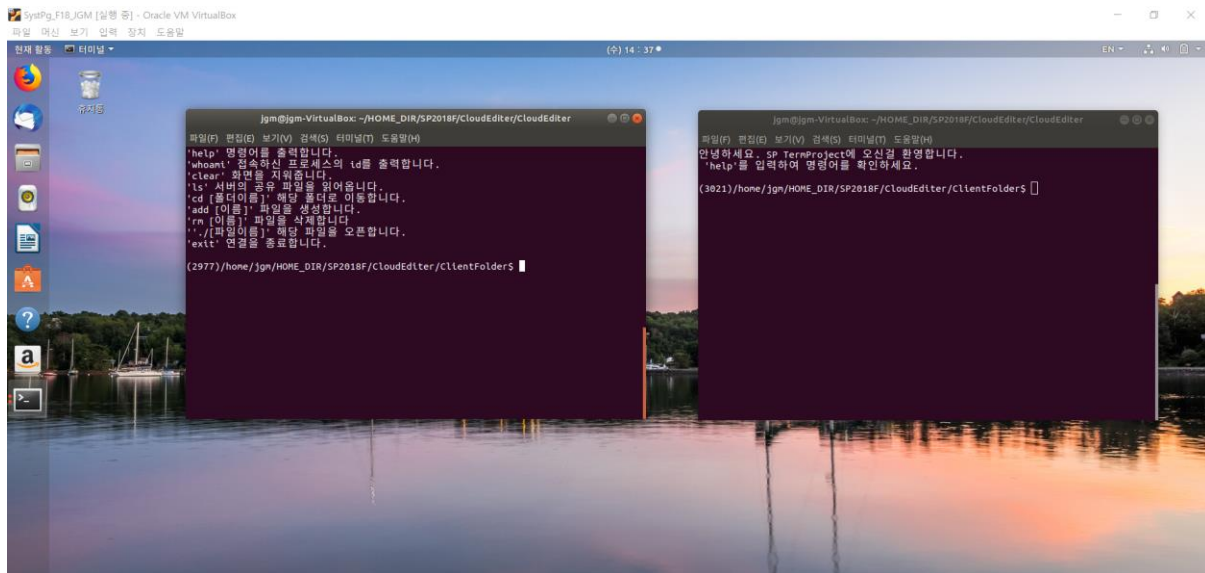 SystPg_F18_JGM [실행 중] - Oracle VM VirtualBox
파일 머신 보기 입력 장치 도움말
현재 활동 터미널 (수) 14 : 37 EN
휴지통
jgm@jgm-VirtualBox: ~/HOME_DIR/SP2018F/CloudEditer/CloudEditer
파일(F) 편집(E) 보기(V) 검색(S) 터미널(T) 도움말(H)
'help' 명령어를 출력합니다.
'whoami' 접속하신 프로세스의 id를 출력합니다.
'clear' 화면을 지워줍니다.
'ls' 서버의 공유 파일을 읽어옵니다.
'cd [폴더이름]' 해당 폴더로 이동합니다.
'add [이름]' 파일을 생성합니다.
'rm [이름]' 파일을 삭제합니다
''./[파일이름]' 해당 파일을 오픈합니다.
'exit' 연결을 종료합니다.
(2977)/home/jgm/HOME_DIR/SP2018F/CloudEditer/ClientFolder$
jgm@jgm-VirtualBox: ~/HOME_DIR/SP2018F/CloudEditer/CloudEditer
파일(F) 편집(E) 보기(V) 검색(S) 터미널(T) 도움말(H)
안녕하세요. SP TermProject에 오신걸 환영합니다.
'help'를 입력하여 명령어를 확인하세요.
(3021)/home/jgm/HOME_DIR/SP2018F/CloudEditer/ClientFolder$